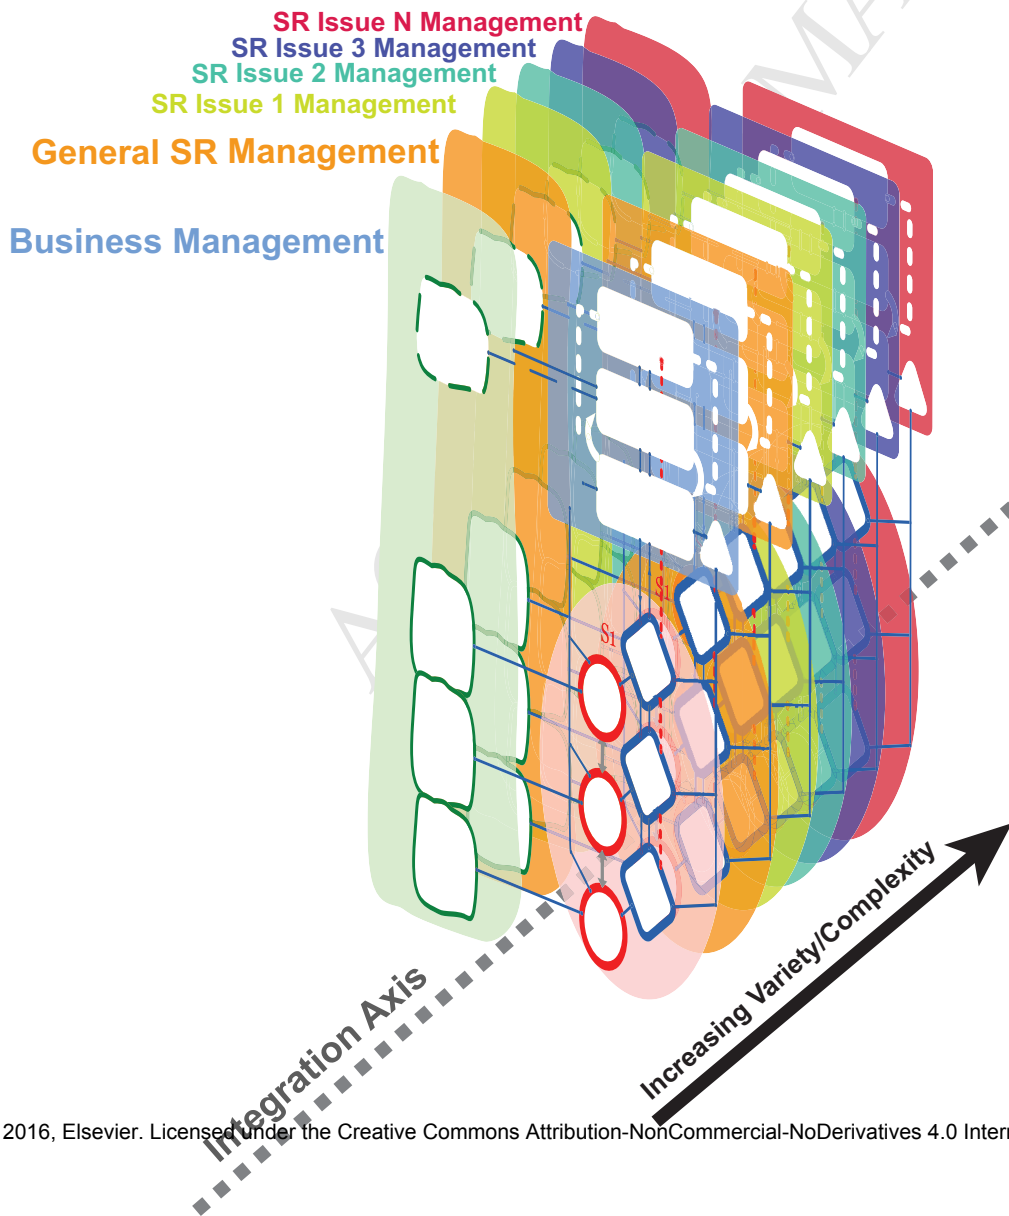 SR Issue N Management
SR Issue 3 Management
SR Issue 2 Management
SR Issue 1 Management
General SR Management
Business Management
S1
S1
Integration Axis
Increasing Variety/Complexity
2016, Elsevier. Licensed under the Creative Commons Attribution-NonCommercial-NoDerivatives 4.0